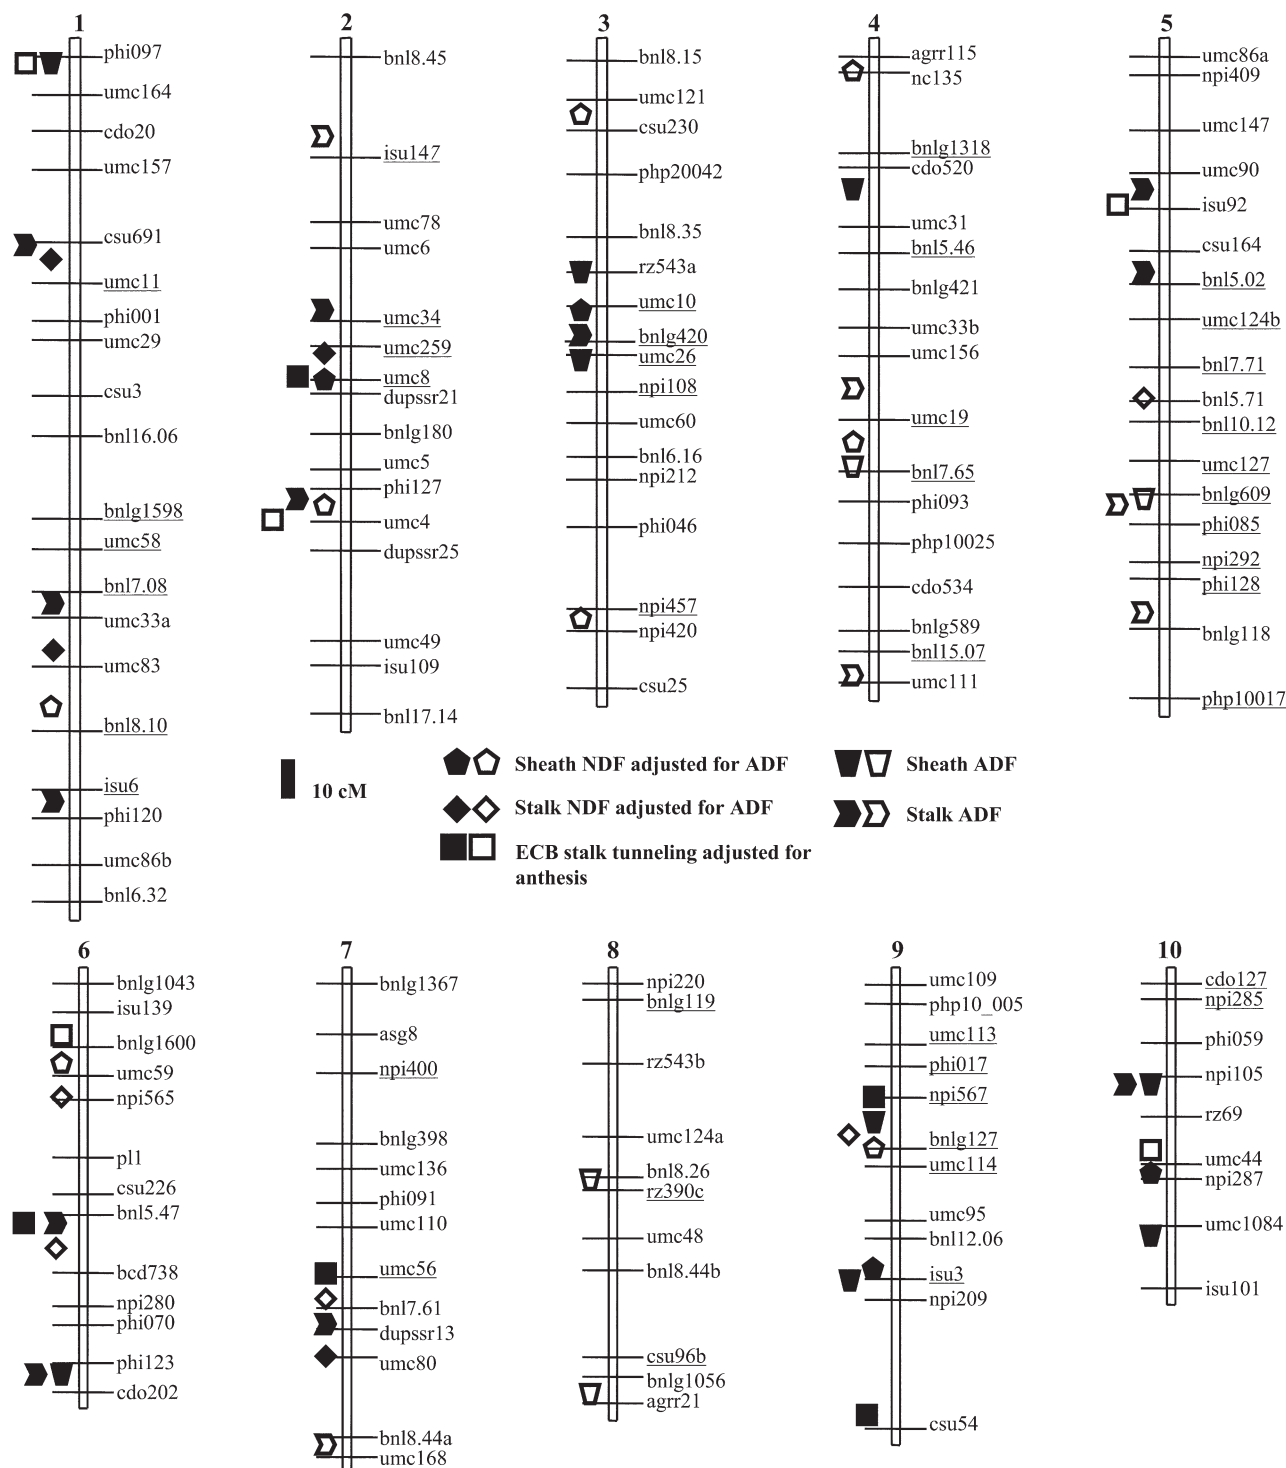 1
phi097
umc164
cdo20
umc157
csu691
umc11
phi001
umc29
csu3
bnl16.06
bnlg1598
umc58
bnl7.08
umc33a
umc83
bnl8.10
isu6
phi120
umc86b
bnl6.32
2
bnl8.45
isu147
umc78
umc6
umc34
umc259
umc8
dupssr21
bnlg180
umc5
phi127
umc4
dupssr25
umc49
isu109
bnl17.14
3
bnl8.15
umc121
csu230
php20042
bnl8.35
rz543a
umc10
bnlg420
umc26
npi108
umc60
bnl6.16
npi212
phi046
npi457
npi420
csu25
4
agrr115
nc135
bnlg1318
cdo520
umc31
bnl5.46
bnlg421
umc33b
umc156
umc19
bnl7.65
phi093
php10025
cdo534
bnlg589
bnl15.07
umc111
5
umc86a
npi409
umc147
umc90
isu92
csu164
bnl5.02
umc124b
bnl7.71
bnl5.71
bnl10.12
umc127
bnlg609
phi085
npi292
phi128
bnlg118
php10017
10 cM
Sheath NDF adjusted for ADF
Stalk NDF adjusted for ADF
ECB stalk tunneling adjusted for
anthesis
Sheath ADF
Stalk ADF
6
bnlg1043
isu139
bnlg1600
umc59
npi565
pl1
csu226
bnl5.47
bcd738
npi280
phi070
phi123
cdo202
7
bnlg1367
asg8
npi400
bnlg398
umc136
phi091
umc110
umc56
bnl7.61
dupssr13
umc80
bnl8.44a
umc168
8
npi220
bnlg119
rz543b
umc124a
bnl8.26
rz390c
umc48
bnl8.44b
csu96b
bnlg1056
agrr21
9
umc109
php10_005
umc113
phi017
npi567
bnlg127
umc114
umc95
bnl12.06
isu3
npi209
csu54
10
cdo127
npi285
phi059
npi105
rz69
umc44
npi287
umc1084
isu101